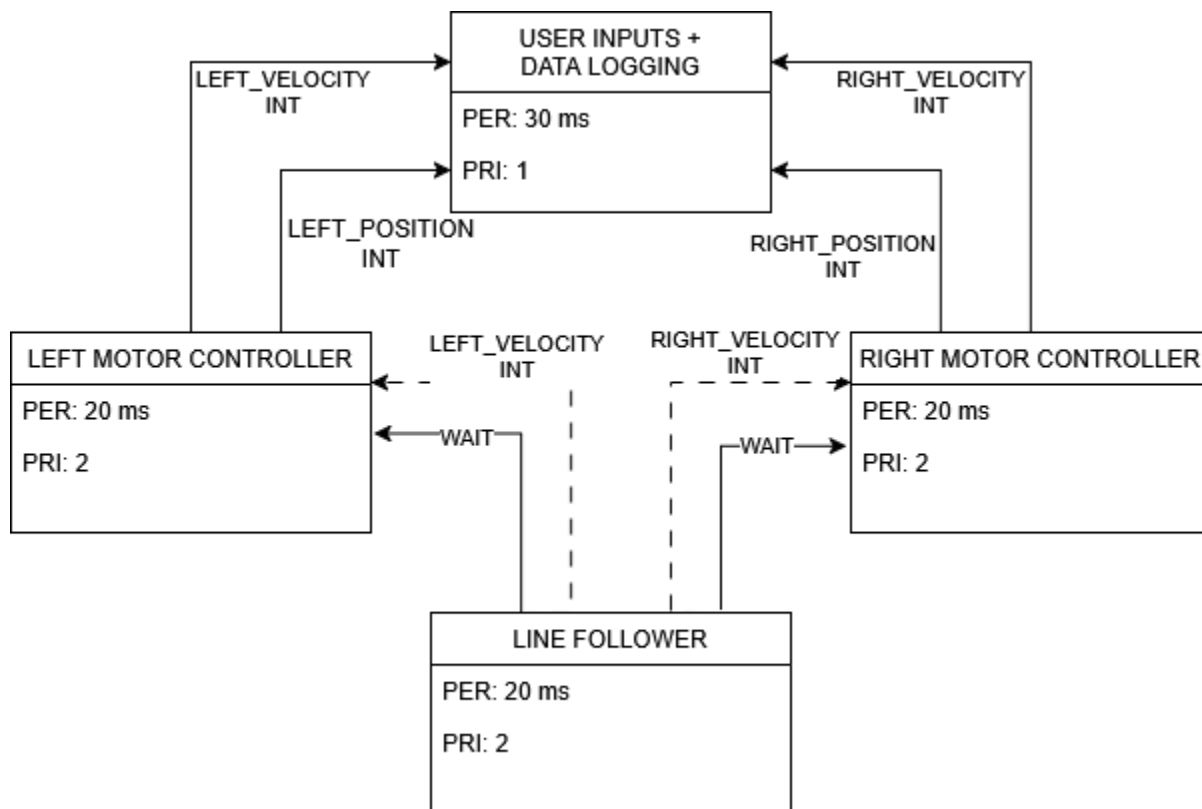 USER INPUTS +
DATA LOGGING
PER: 30 ms
PRI: 1
LEFT_VELOCITY
INT
RIGHT_VELOCITY
INT
LEFT_POSITION
INT
RIGHT_POSITION
INT
LEFT MOTOR CONTROLLER
PER: 20 ms
PRI: 2
LEFT_VELOCITY
INT
RIGHT_VELOCITY
INT
RIGHT MOTOR CONTROLLER
PER: 20 ms
PRI: 2
WAIT
WAIT
LINE FOLLOWER
PER: 20 ms
PRI: 2